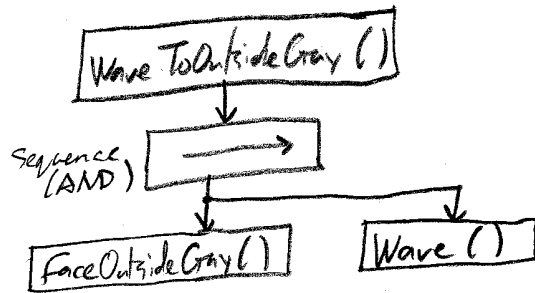 WaveToOutsideGray()
Sequence
(AND)
FaceOutsideGray()
Wave()